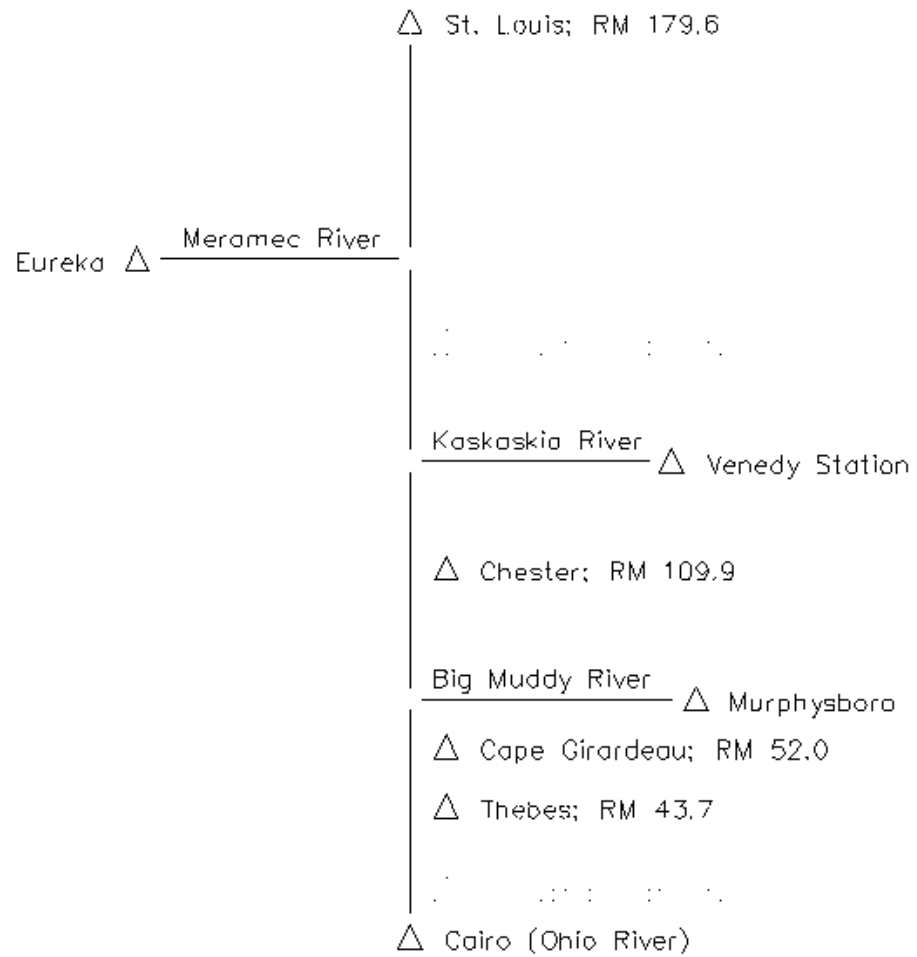 St. Louis; RM 179.6
Meramec River
Eureka
Kaskaskia River
Venedy Station
Chester; RM 109.9
Big Muddy River
Murphysboro
Cape Girardeau; RM 52.0
Thebes; RM 43.7
Cairo (Ohio River)